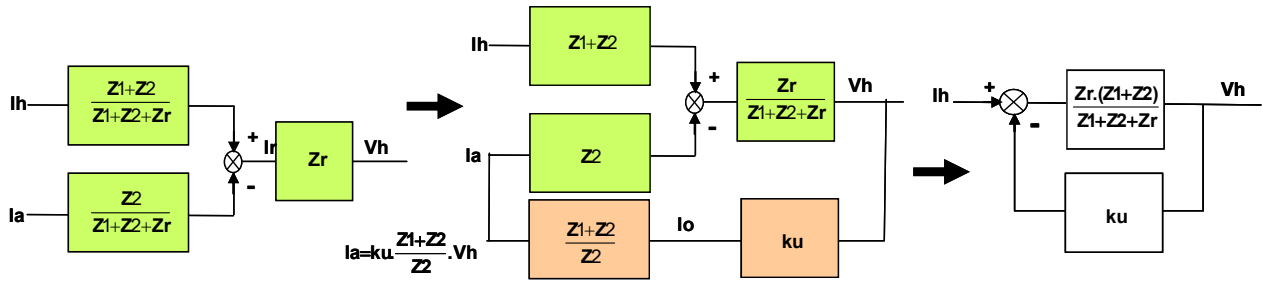 Ih
Z1+Z2
Z1+Z2+Zr
Ia
Z2
Z1+Z2+Zr
+
-
Ir
Zr
Vh
Ih
Z1+Z2
Ia
Z2
+
-
Zr
Z1+Z2+Zr
Vh
Ia=ku.Z1+Z2/Z2.Vh
Z1+Z2
Z2
Io
ku
Ih
+
-
Zr.(Z1+Z2)
Z1+Z2+Zr
Vh
ku